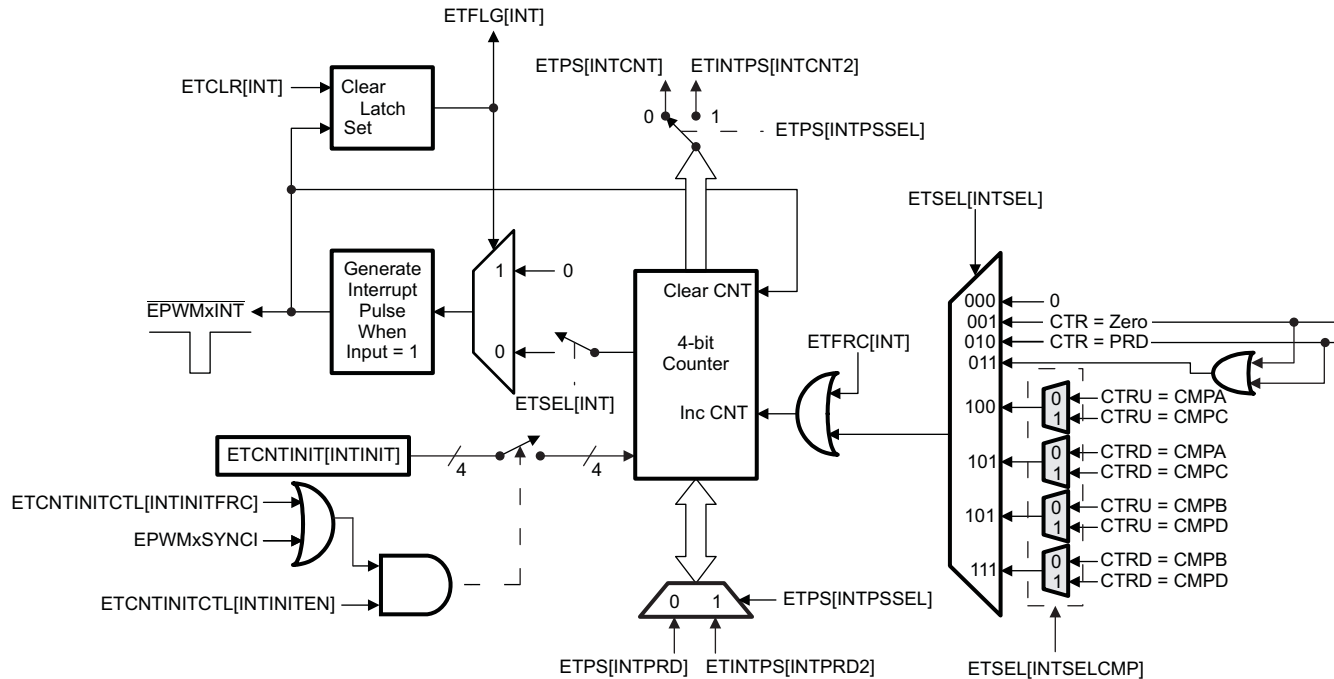 ETFLG[INT]
ETCLR[INT]
Clear
Latch
Set
ETPS[INTCNT]
ETINTPS[INTCNT2]
0
1
ETPS[INTPSSEL]
ETSEL[INTSEL]
Generate
Interrupt
Pulse
When
Input = 1
EPWMxINT
1
0
0
ETSEL[INT]
Clear CNT
4-bit
Counter
Inc CNT
ETFRC[INT]
000
0
001
CTR = Zero
010
CTR = PRD
011
100
0
CTRU = CMPA
1
CTRU = CMPC
101
0
CTRD = CMPA
1
CTRD = CMPC
101
0
CTRU = CMPB
1
CTRU = CMPD
111
0
CTRD = CMPB
1
CTRD = CMPD
ETSEL[INTSELCMP]
ETCNTINIT[INTINIT]
4
4
ETCNTINITCTL[INTINITFRC]
EPWMxSYNCI
ETCNTINITCTL[INTINITEN]
0
1
ETPS[INTPSSEL]
ETPS[INTPRD]
ETINTPS[INTPRD2]